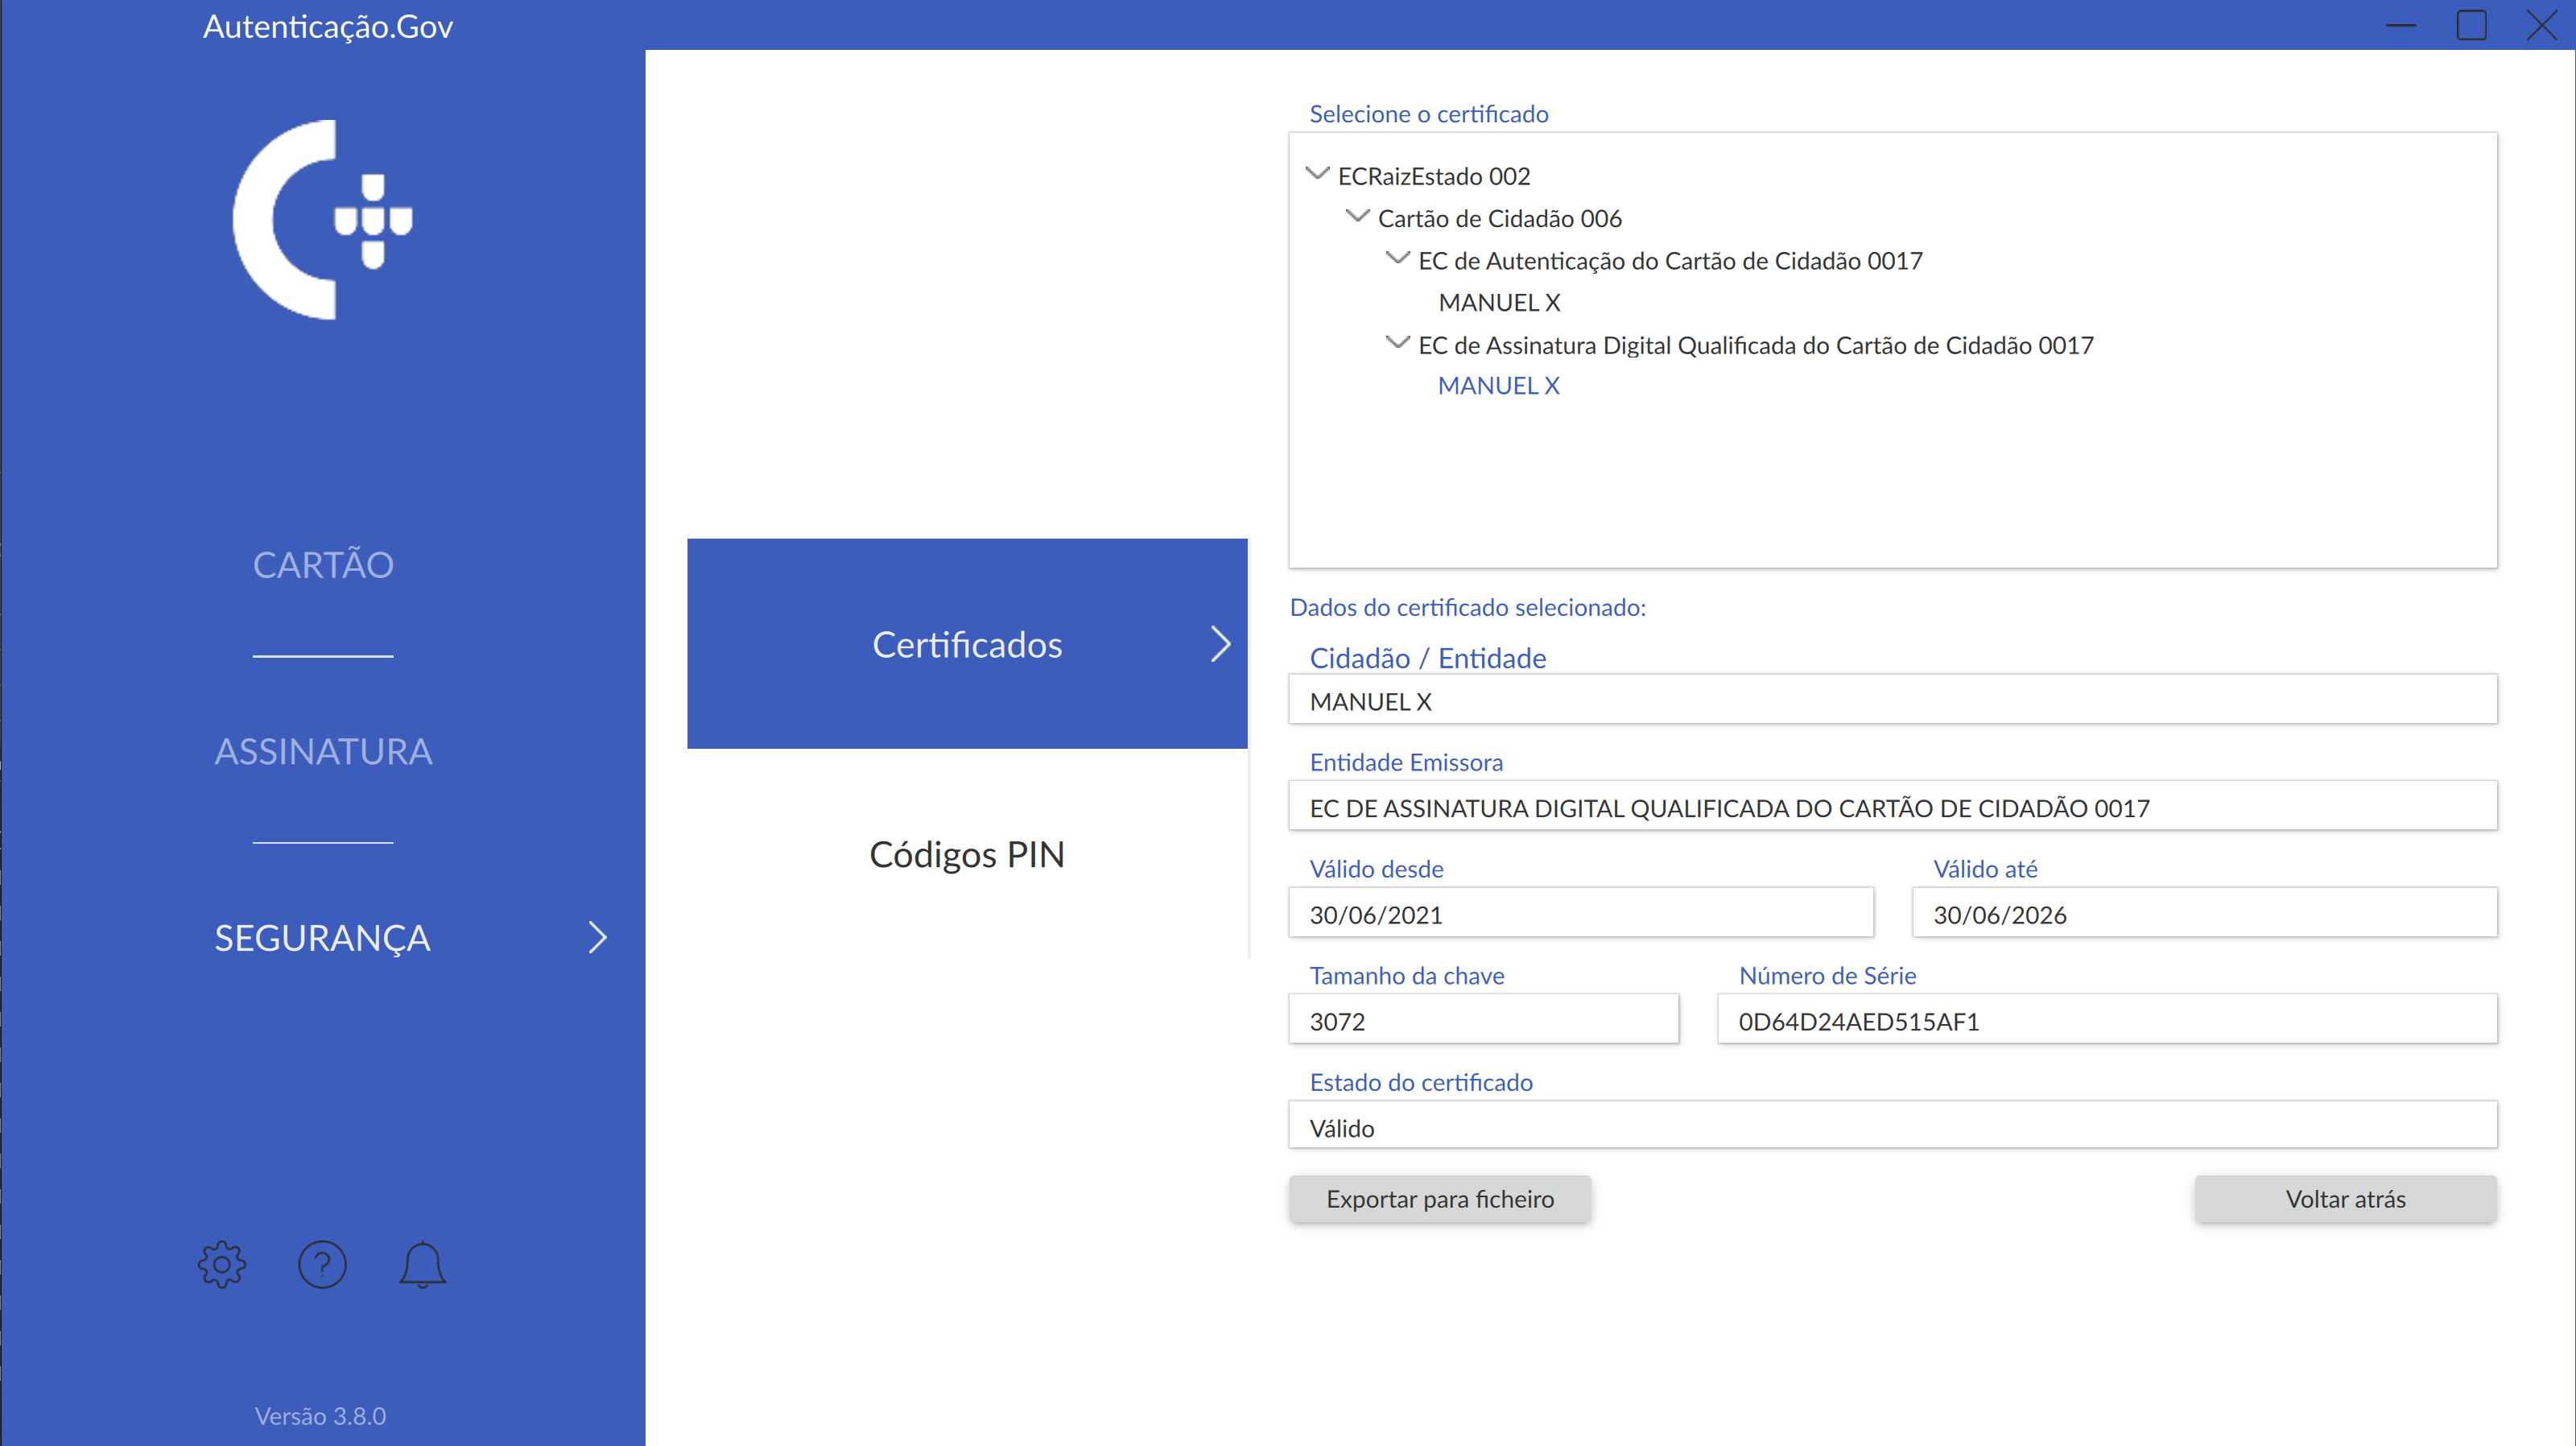 Autenticação.Gov
CARTÃO
ASSINATURA
SEGURANÇA
Versão 3.8.0
Certificados
Códigos PIN
Selecione o certificado
ECRaizEstado 002
Cartão de Cidadão 006
EC de Autenticação do Cartão de Cidadão 0017
MANUEL X
EC de Assinatura Digital Qualificada do Cartão de Cidadão 0017
MANUEL X
Dados do certificado selecionado:
Cidadão / Entidade
MANUEL X
Entidade Emissora
EC DE ASSINATURA DIGITAL QUALIFICADA DO CARTÃO DE CIDADÃO 0017
Válido desde
30/06/2021
Válido até
30/06/2026
Tamanho da chave
3072
Número de Série
0D64D24AED515AF1
Estado do certificado
Válido
Exportar para ficheiro
Voltar atrás